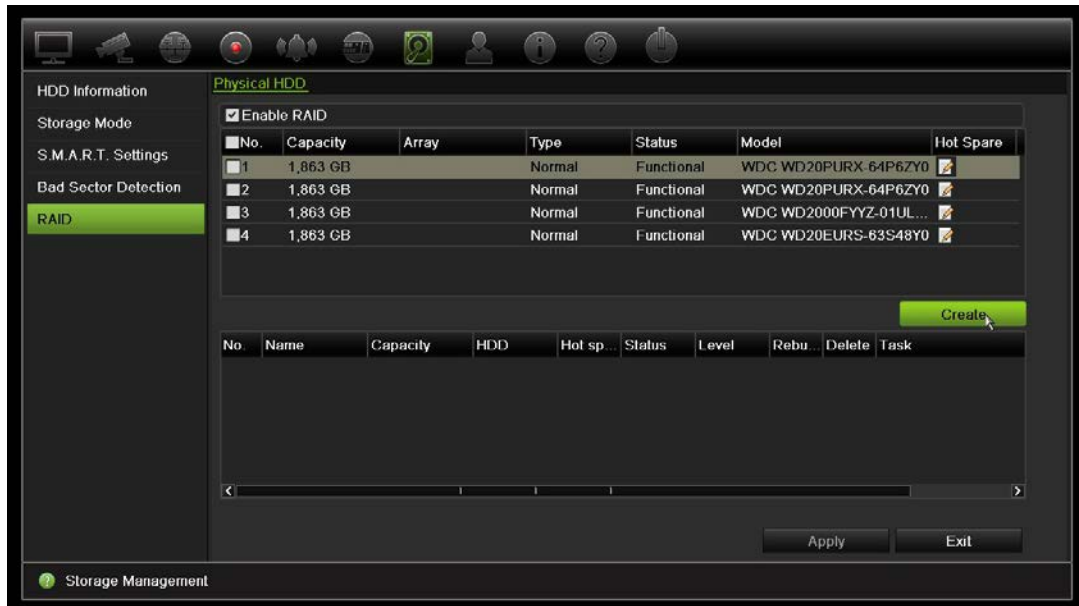 HDD Information
Storage Mode
S.M.A.R.T. Settings
Bad Sector Detection
RAID
Physical HDD
Enable RAID
No. Capacity Array Type Status Model Hot Spare
1 1,863 GB Normal Functional WDC WD20PURX-64P6ZY0
2 1,863 GB Normal Functional WDC WD20PURX-64P6ZY0
3 1,863 GB Normal Functional WDC WD2000FYYZ-01UL...
4 1,863 GB Normal Functional WDC WD20EURS-63S48Y0
Create
No. Name Capacity HDD Hot sp... Status Level Rebu... Delete Task
Apply Exit
Storage Management